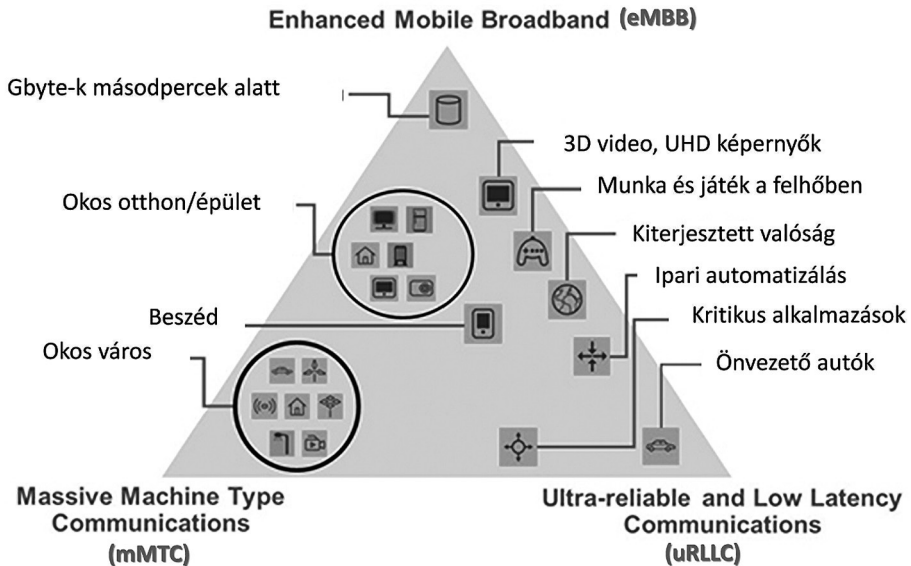 Enhanced Mobile Broadband (eMBB)
Gbyte-k másodpercek alatt
3D video, UHD képernyők
Munka és játék a felhőben
Okos otthon/épület
Kiterjesztett valóság
Ipari automatizálás
Beszéd
Kritikus alkalmazások
Okos város
Önvezető autók
Massive Machine Type
Communications
(mMTC)
Ultra-reliable and Low Latency
Communications
(uRLLC)